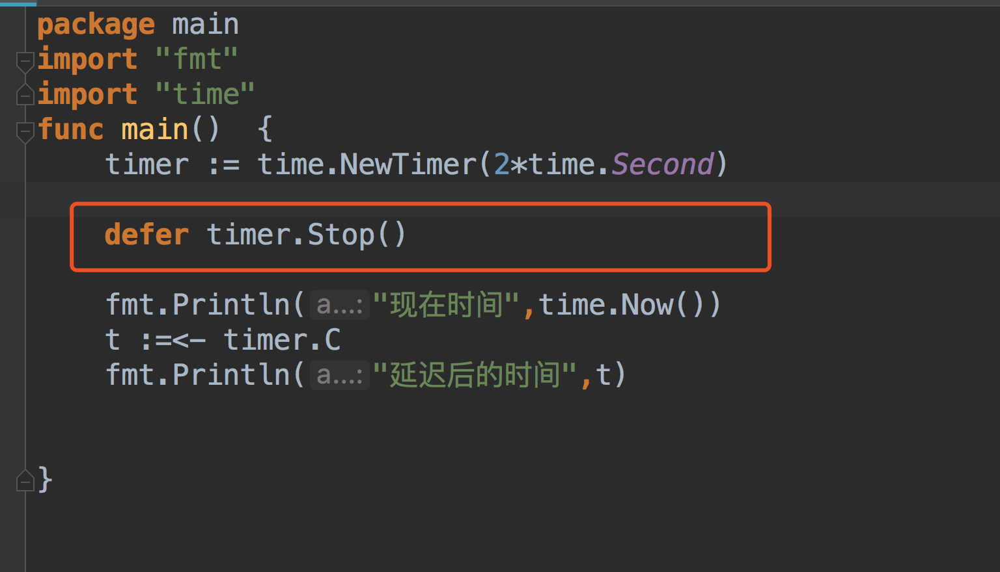 package main
import "fmt"
import "time"
func main()  {
    timer := time.NewTimer(2*time.Second)
    defer timer.Stop()
    fmt.Println(a...:"现在时间",time.Now())
    t :=<- timer.C
    fmt.Println(a...:"延迟后的时间",t)
}